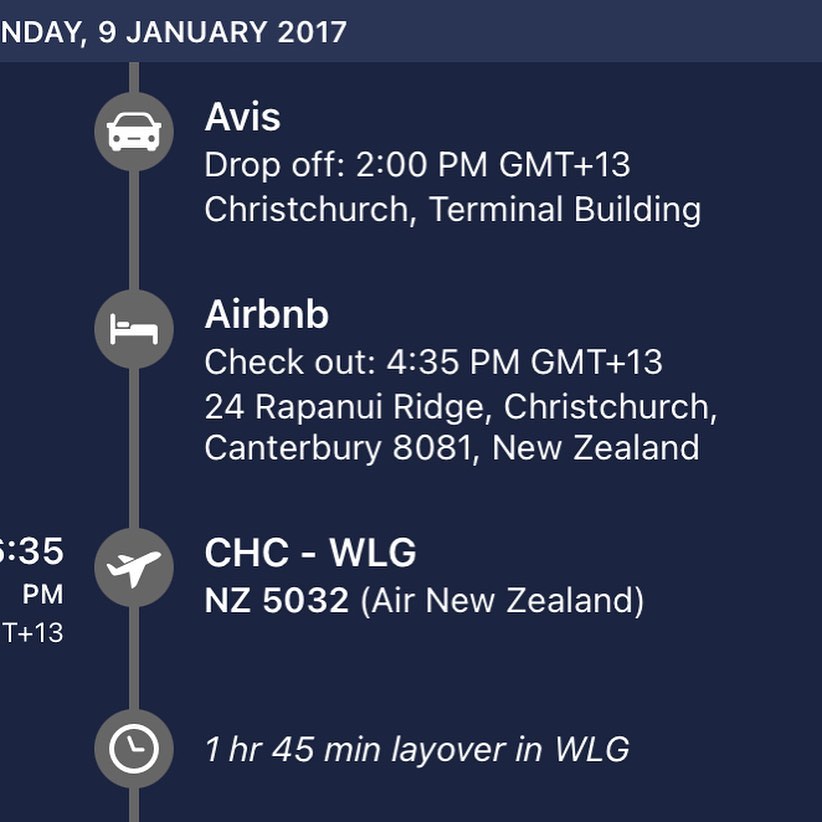 NDAY, 9 JANUARY 2017
Avis
Drop off: 2:00 PM GMT+13
Christchurch, Terminal Building
Airbnb
Check out: 4:35 PM GMT+13
24 Rapanui Ridge, Christchurch,
Canterbury 8081, New Zealand
:35
PM
T+13
CHC - WLG
NZ 5032 (Air New Zealand)
1 hr 45 min layover in WLG